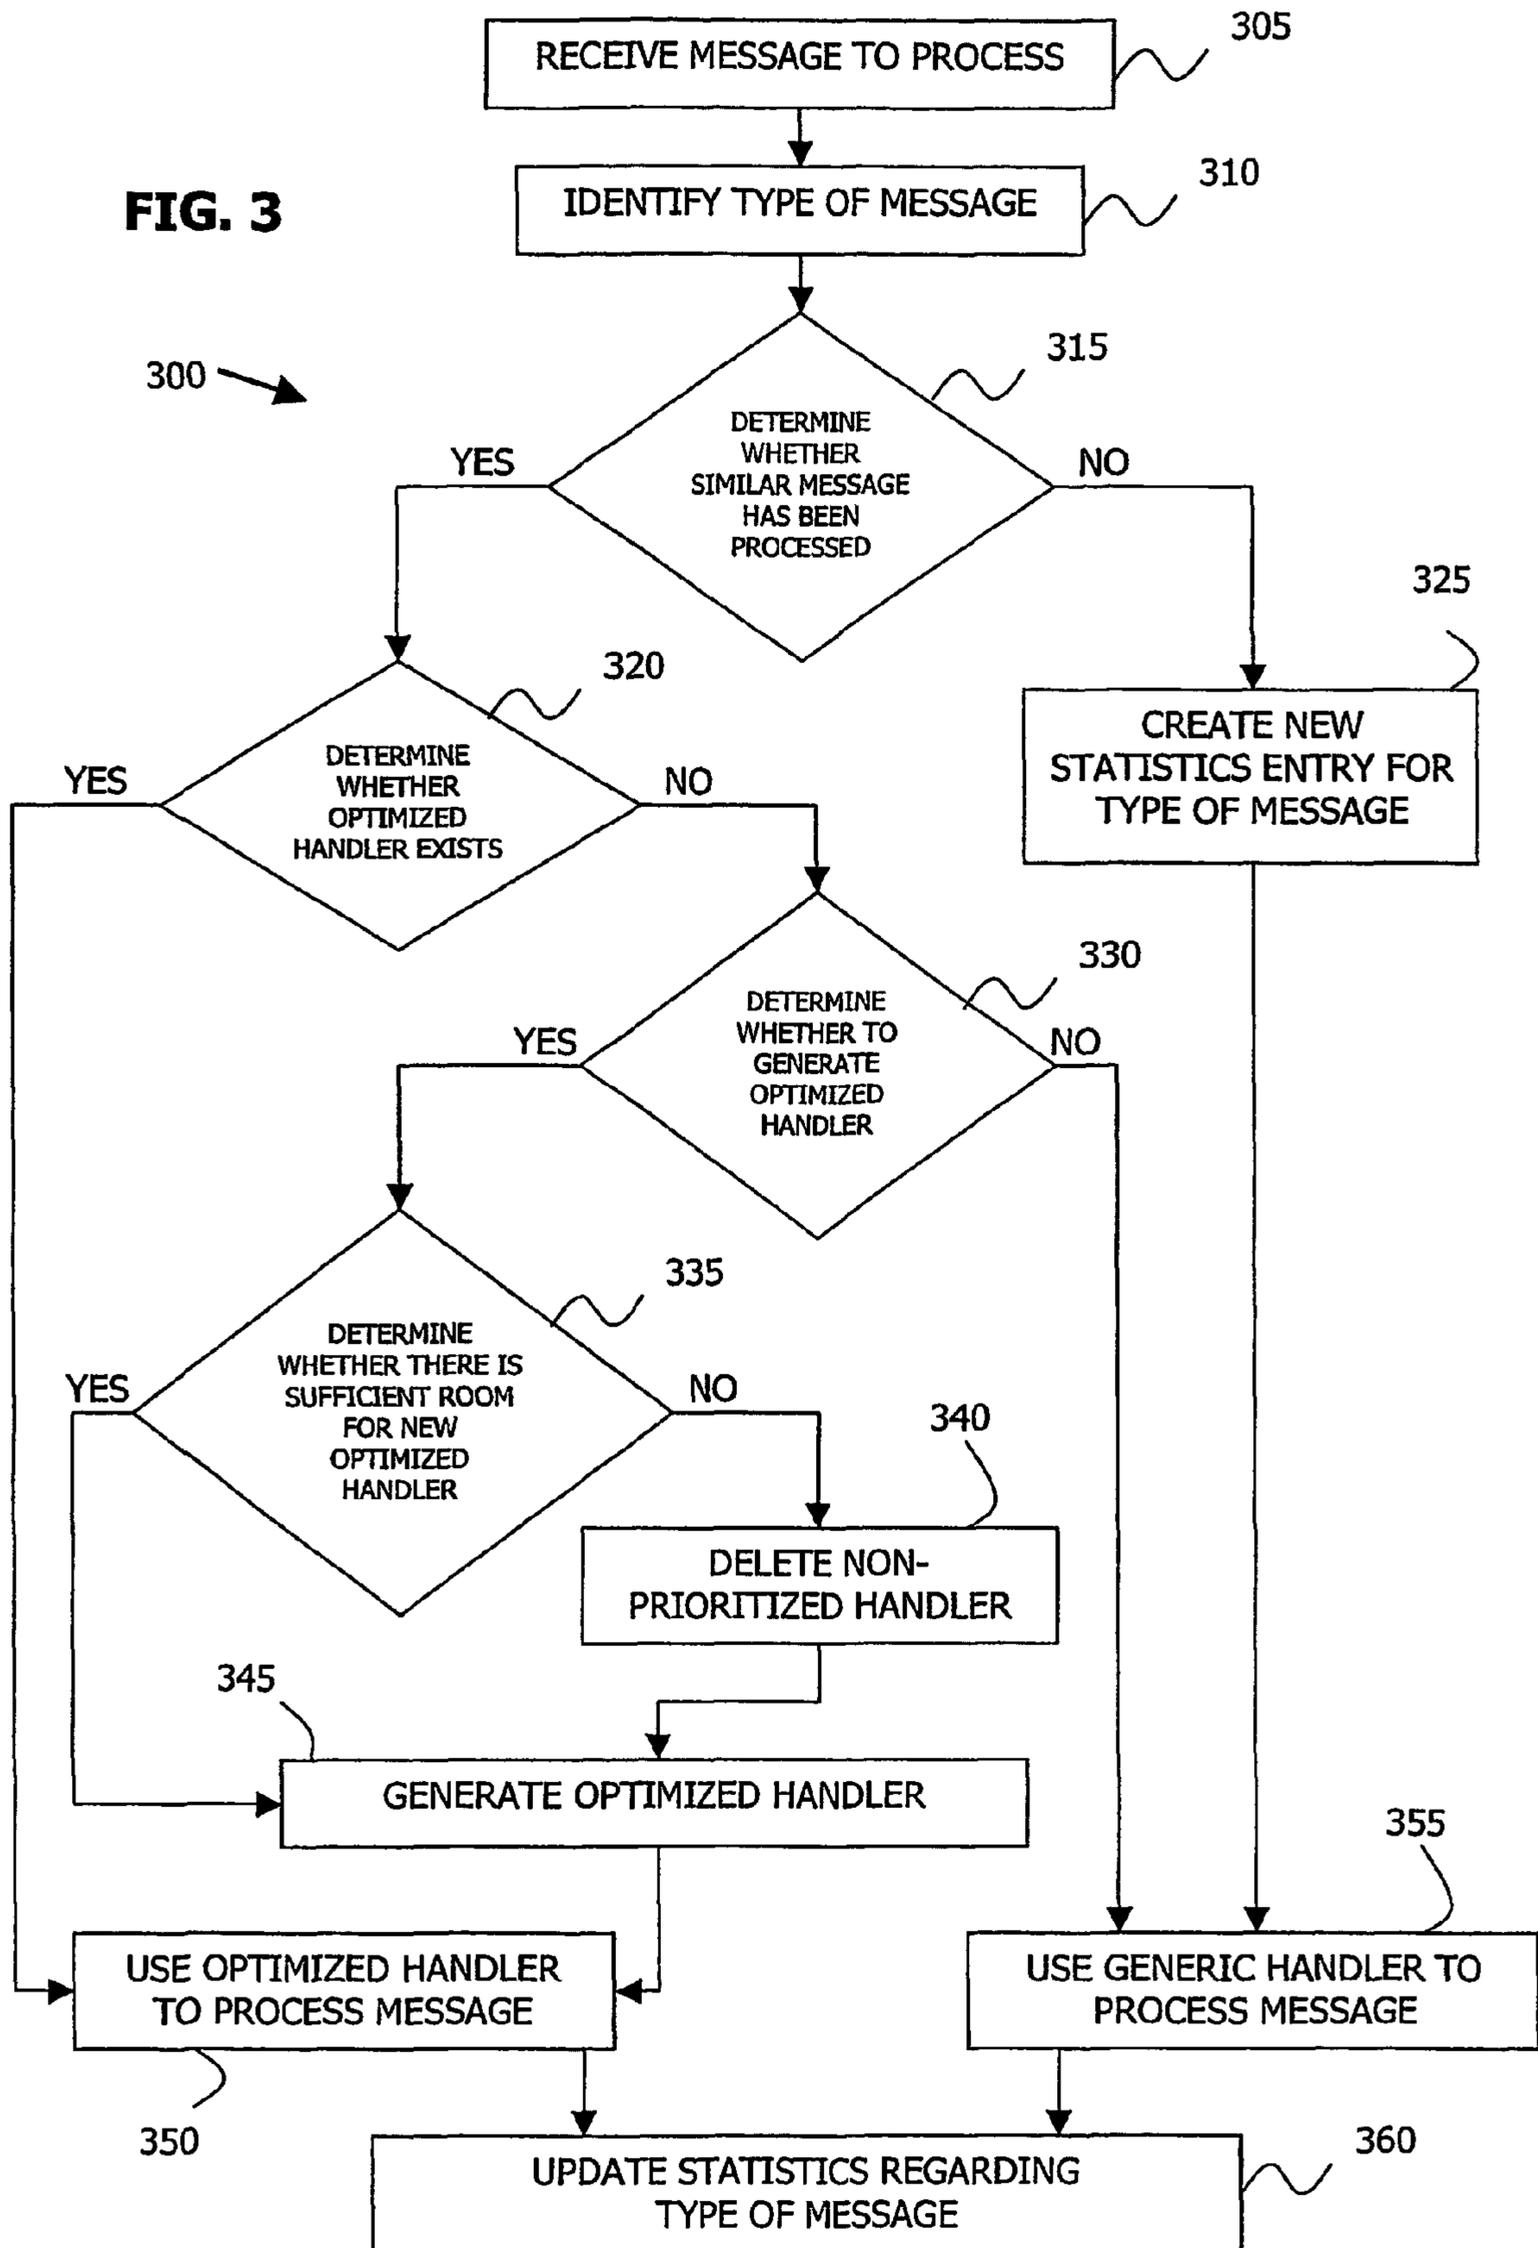 305
RECEIVE MESSAGE TO PROCESS
310
IDENTIFY TYPE OF MESSAGE
FIG. 3
315
300
DETERMINE
WHETHER
SIMILAR MESSAGE
HAS BEEN
PROCESSED
YES
NO
325
320
CREATE NEW
STATISTICS ENTRY FOR
TYPE OF MESSAGE
DETERMINE
WHETHER
OPTIMIZED
HANDLER EXISTS
YES
NO
330
DETERMINE
WHETHER TO
GENERATE
OPTIMIZED
HANDLER
YES
NO
335
DETERMINE
WHETHER THERE IS
SUFFICIENT ROOM
FOR NEW
OPTIMIZED
HANDLER
YES
NO
340
DELETE NON-
PRIORITIZED HANDLER
345
GENERATE OPTIMIZED HANDLER
355
USE OPTIMIZED HANDLER
TO PROCESS MESSAGE
USE GENERIC HANDLER TO
PROCESS MESSAGE
350
360
UPDATE STATISTICS REGARDING
TYPE OF MESSAGE